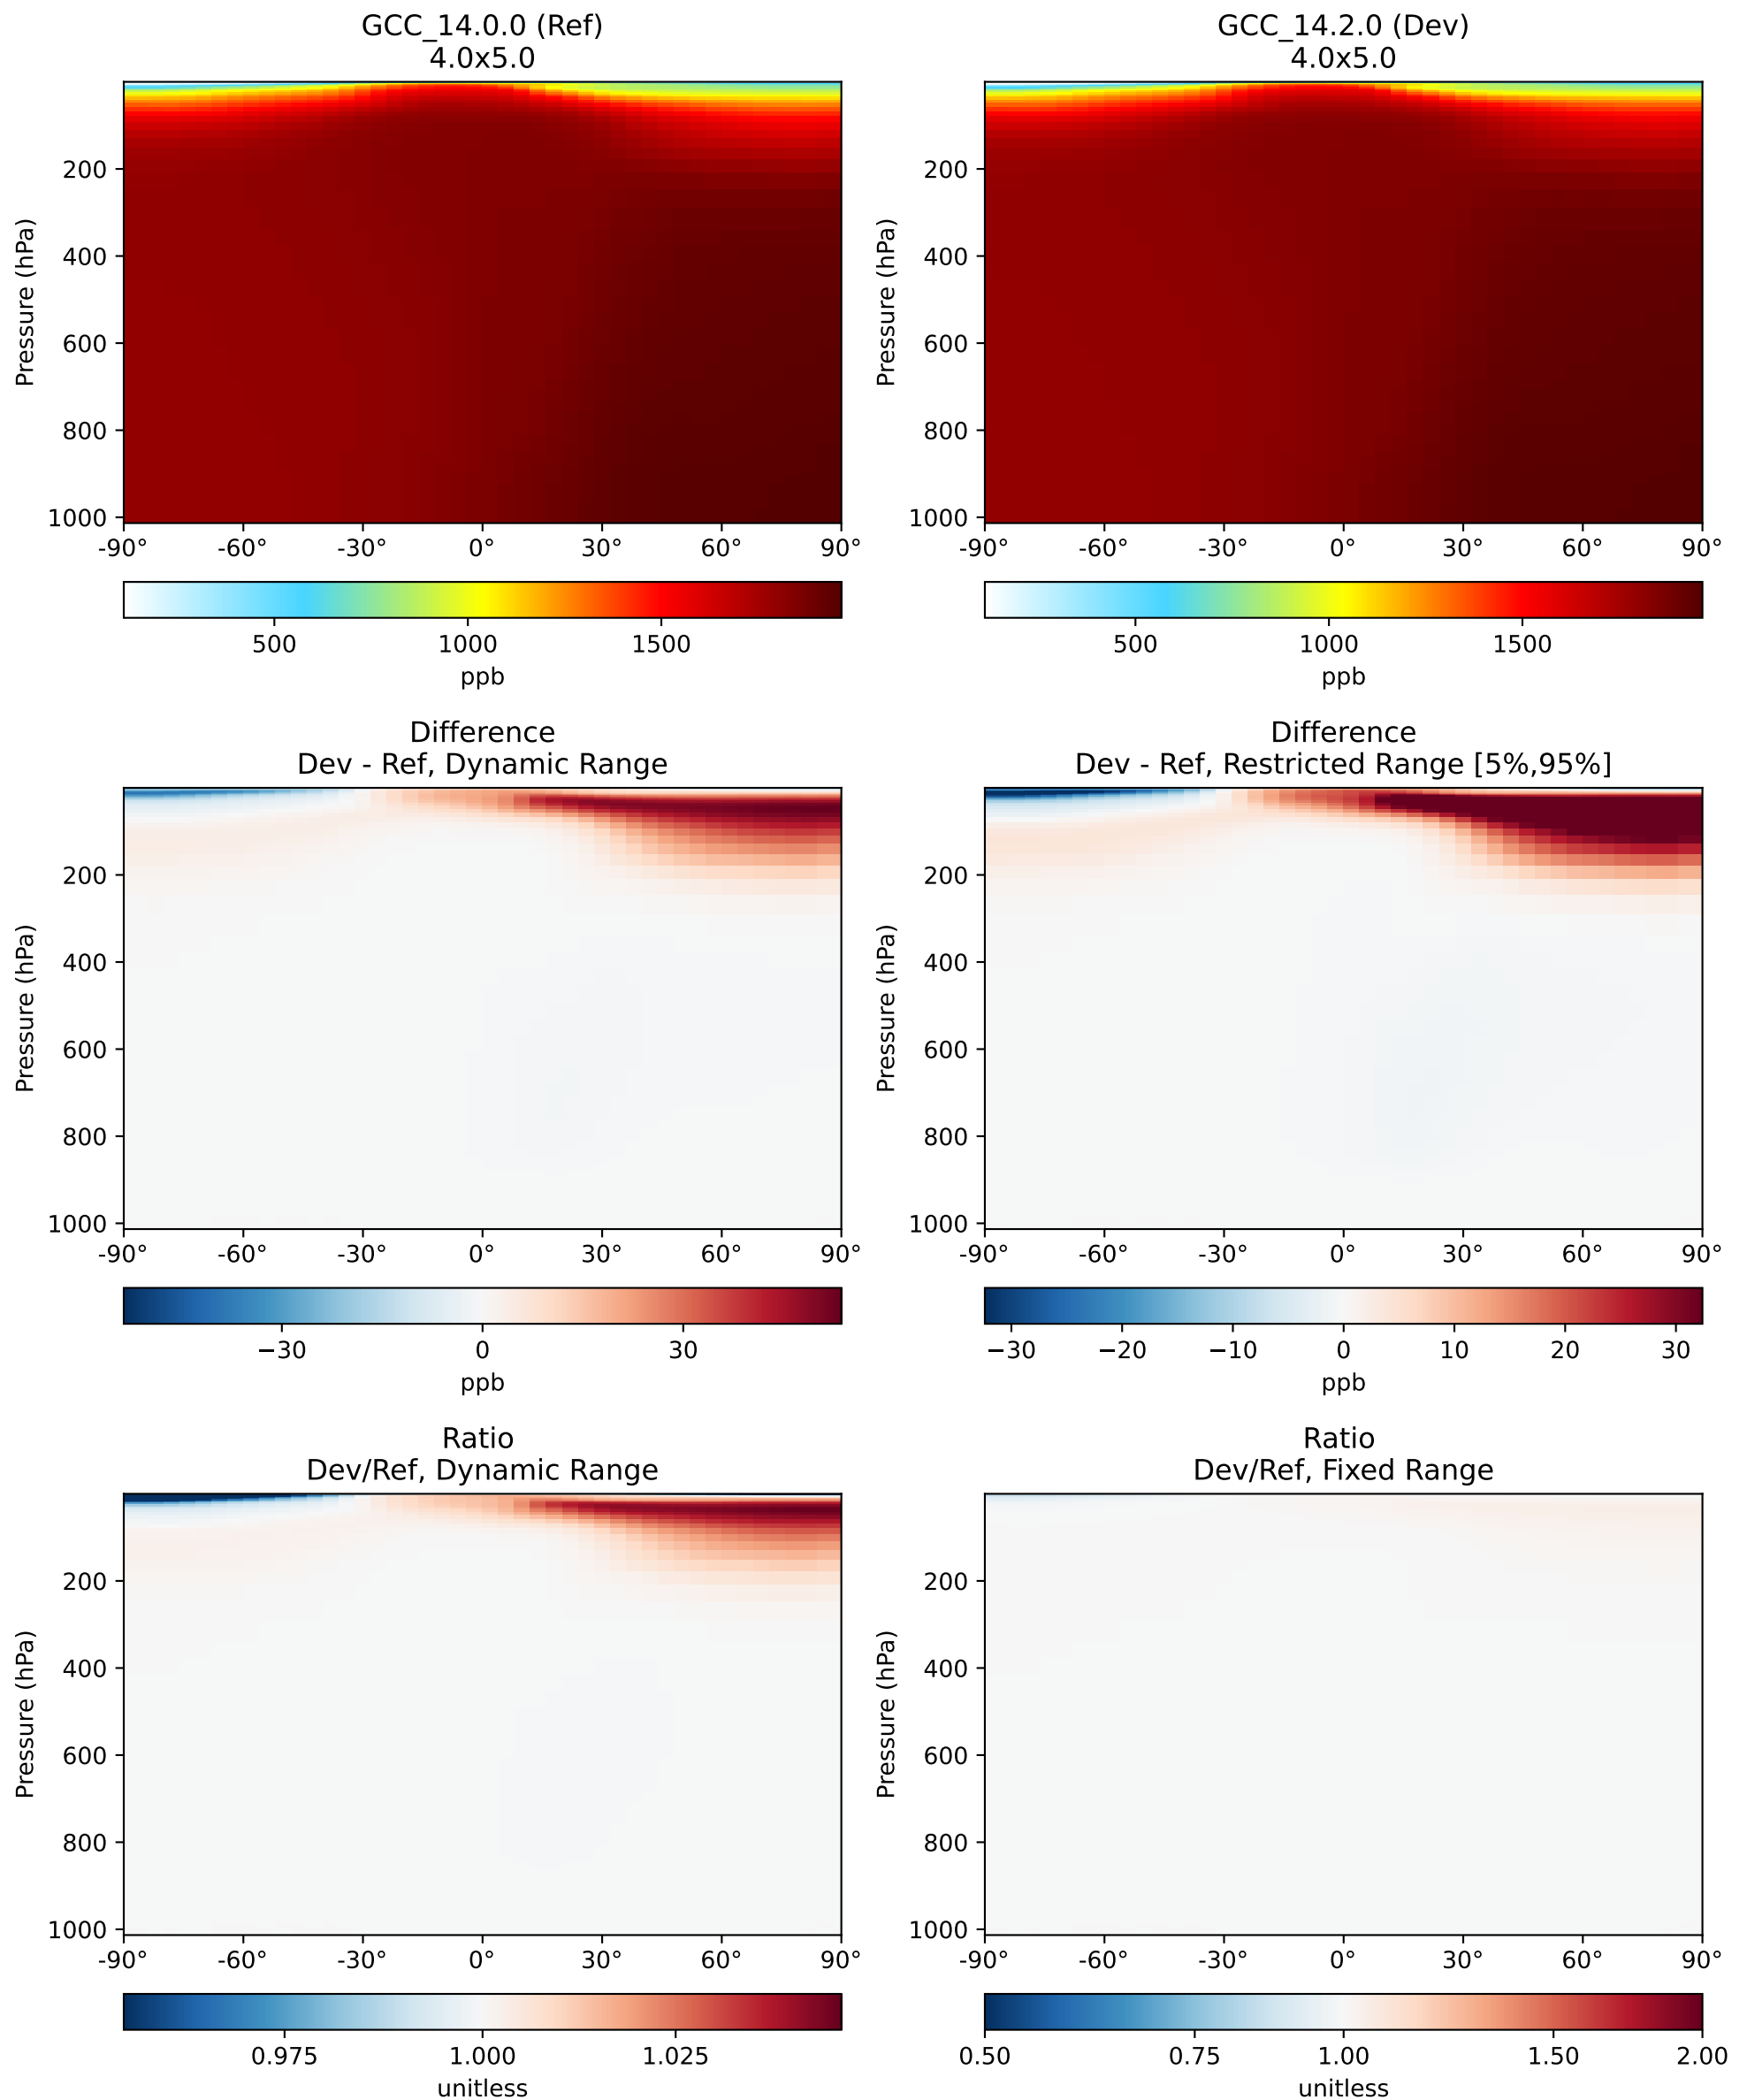 GCC_14.0.0 (Ref)
4.0x5.0
Pressure (hPa)
200
400
600
800
1000
-90° -60° -30° 0° 30° 60° 90°
500 1000 1500
ppb
GCC_14.2.0 (Dev)
4.0x5.0
Pressure (hPa)
200
400
600
800
1000
-90° -60° -30° 0° 30° 60° 90°
500 1000 1500
ppb
Difference
Dev - Ref, Dynamic Range
Pressure (hPa)
200
400
600
800
1000
-90° -60° -30° 0° 30° 60° 90°
−30 0 30
ppb
Difference
Dev - Ref, Restricted Range [5%,95%]
Pressure (hPa)
200
400
600
800
1000
-90° -60° -30° 0° 30° 60° 90°
−30 −20 −10 0 10 20 30
ppb
Ratio
Dev/Ref, Dynamic Range
Pressure (hPa)
200
400
600
800
1000
-90° -60° -30° 0° 30° 60° 90°
0.975 1.000 1.025
unitless
Ratio
Dev/Ref, Fixed Range
Pressure (hPa)
200
400
600
800
1000
-90° -60° -30° 0° 30° 60° 90°
0.50 0.75 1.00 1.50 2.00
unitless